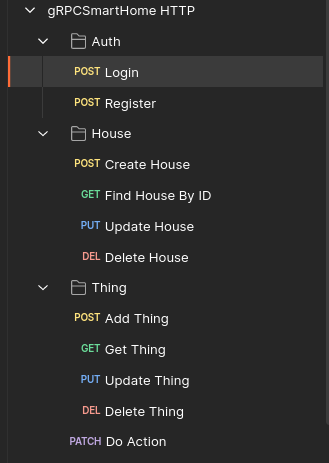 gRPCSmartHome HTTP
Auth
POST Login
POST Register
House
POST Create House
GET Find House By ID
PUT Update House
DEL Delete House
Thing
POST Add Thing
GET Get Thing
PUT Update Thing
DEL Delete Thing
PATCH Do Action